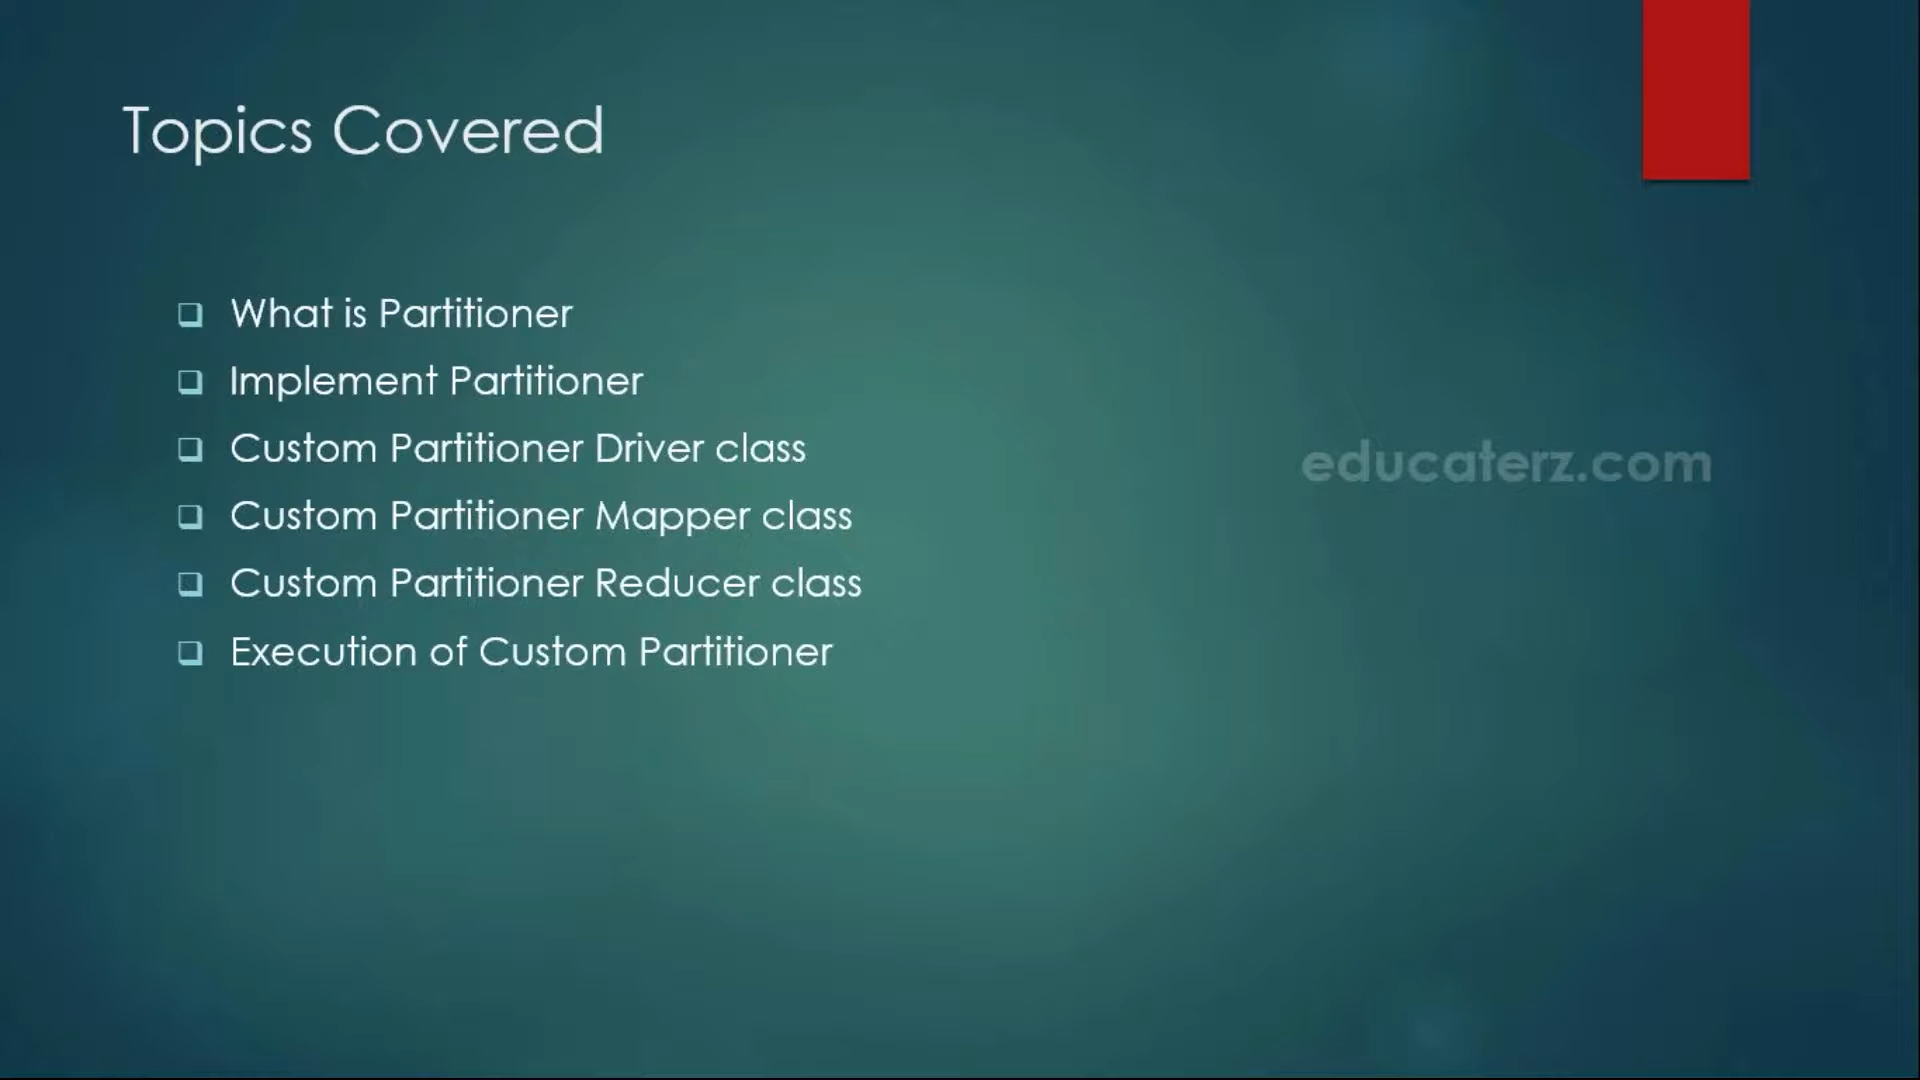 Topics Covered
What is Partitioner
Implement Partitioner
Custom Partitioner Driver class
educaterz.com
Custom Partitioner Mapper class
Custom Partitioner Reducer class
Execution of Custom Partitioner